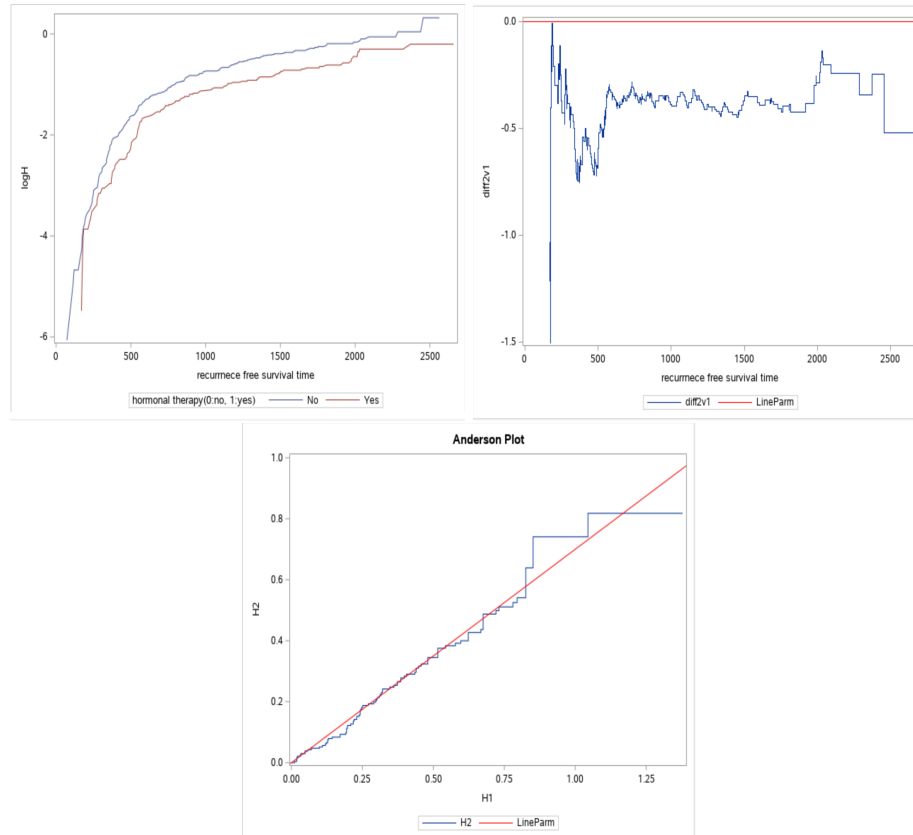 0
-2
-4
-6
logH
0
500
1000
1500
2000
2500
recurrnece free survival time
hormonal therapy(0:no, 1:yes)
No
Yes
0.0
-0.5
-1.0
-1.5
diff2v1
0
500
1000
1500
2000
2500
recurrnece free survival time
diff2v1
LineParm
Anderson Plot
1.0
0.8
0.6
0.4
0.2
0.0
H2
0.00
0.25
0.50
0.75
1.00
1.25
H1
H2
LineParm